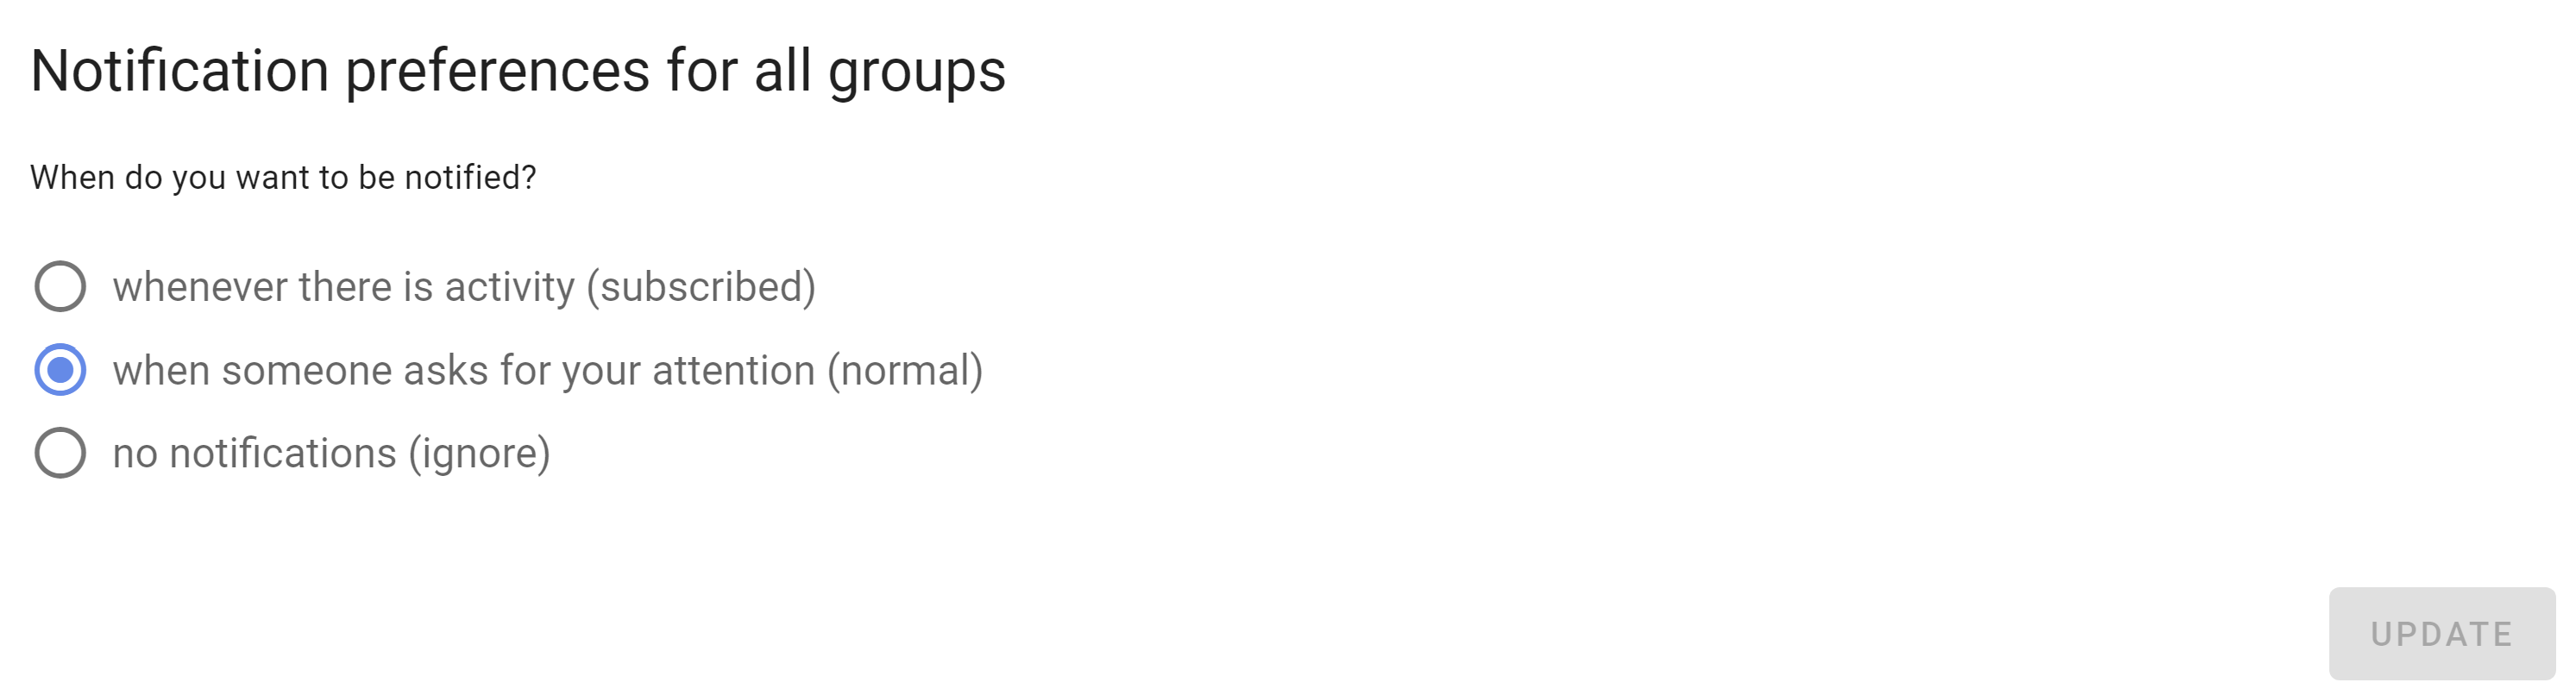 Notification preferences for all groups
When do you want to be notified?
whenever there is activity (subscribed)
when someone asks for your attention (normal)
no notifications (ignore)
UPDATE